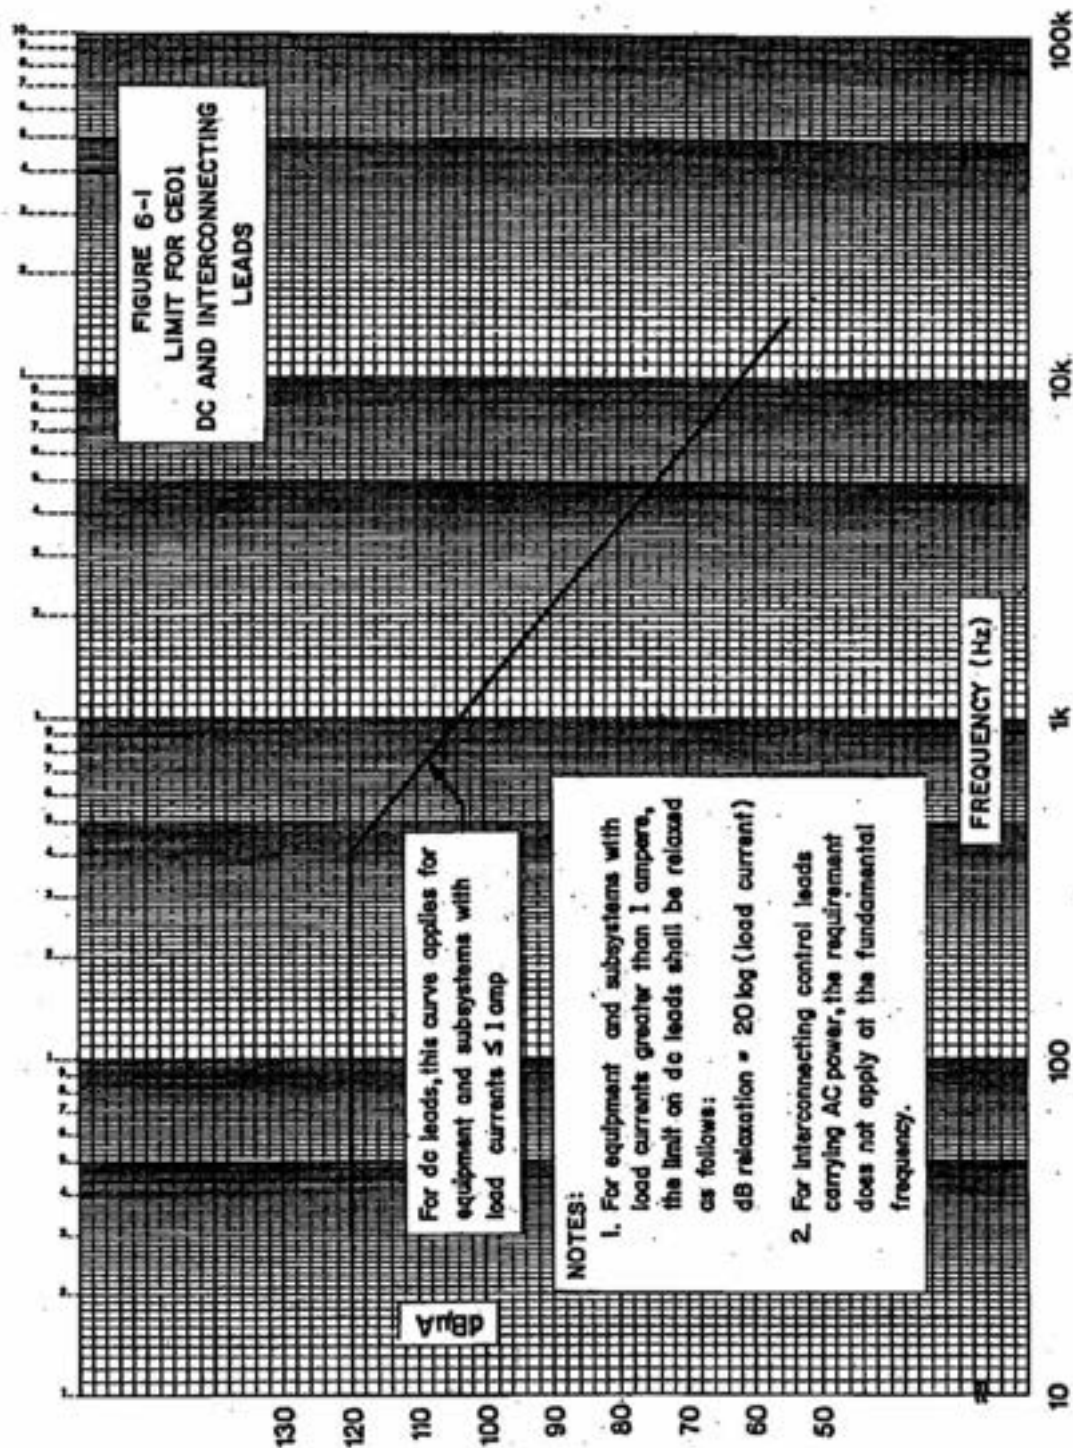 FIGURE 6-1
LIMIT FOR CE01
DC AND INTERCONNECTING
LEADS
dBµA
130
120
110
100
90
80
70
60
50
For dc leads, this curve applies for
equipment and subsystems with
load currents ≤ 1 amp
NOTES:
1. For equipment and subsystems with
load currents greater than 1 ampere,
the limit on dc leads shall be relaxed
as follows:
dB relaxation = 20 log (load current)
2. For interconnecting control leads
carrying AC power, the requirement
does not apply at the fundamental
frequency.
FREQUENCY (Hz)
10
100
1k
10k
100k